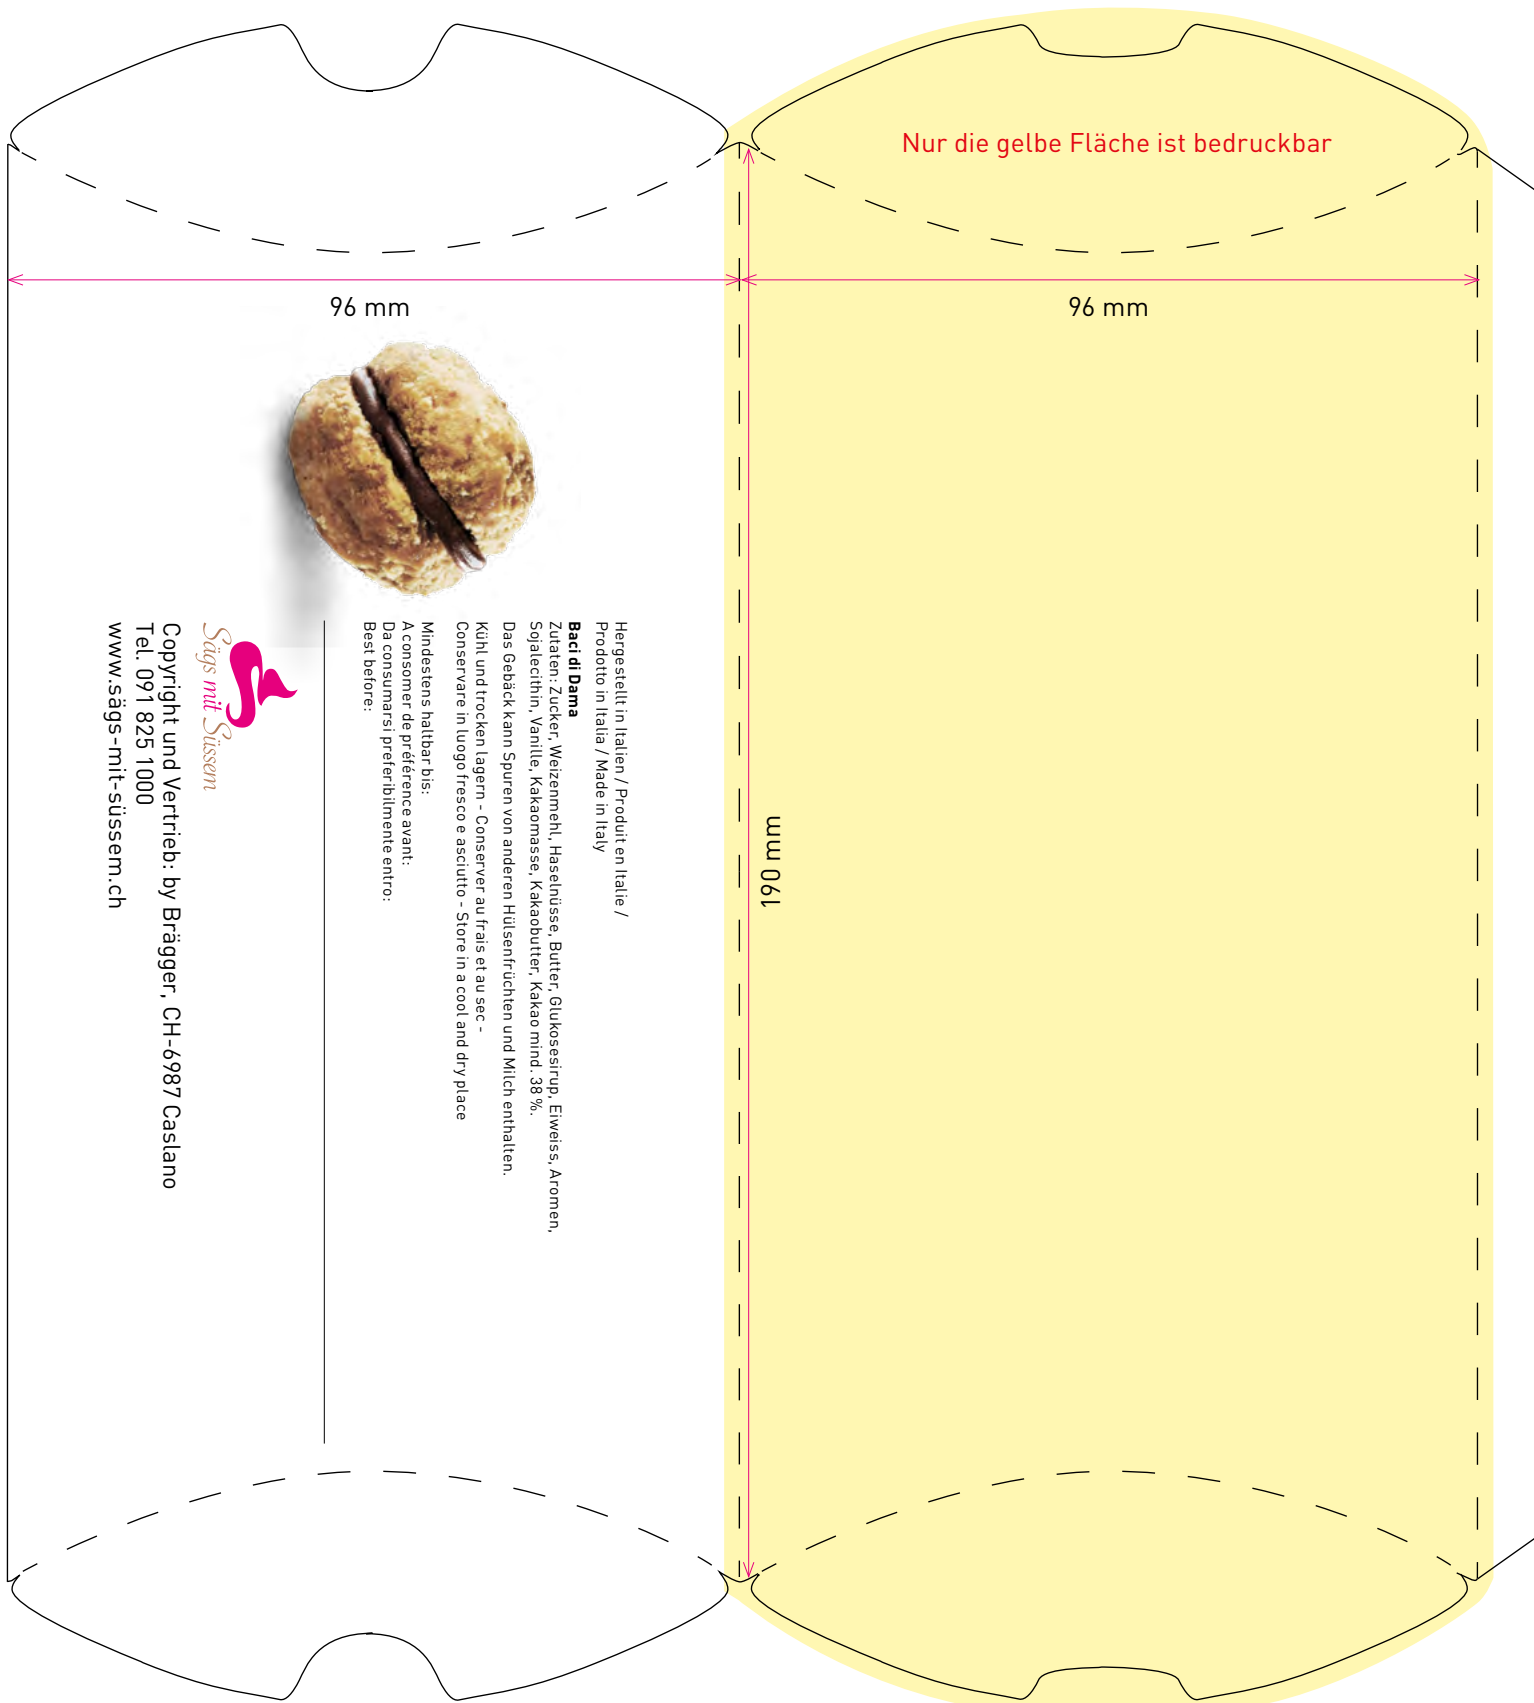 Nur die gelbe Fläche ist bedruckbar
96 mm
96 mm
190 mm
Hergestellt in Italien / Produit en Italie /
Prodotto in Italia / Made in Italy
Baci di Dama
Zutaten: Zucker, Weizenmehl, Haselnüsse, Butter, Glukosesirup, Eiweiss, Aromen,
Sojalecithin, Vanille, Kakaomasse, Kakaobutter, Kakao mind. 38 %.
Das Gebäck kann Spuren von anderen Hülsenfrüchten und Milch enthalten.
Kühl und trocken lagern - Conserver au frais et au sec -
Conservare in luogo fresco e asciutto - Store in a cool and dry place
Mindestens haltbar bis:
A consomer de préférence avant:
Da consumarsi preferibilmente entro:
Best before:
Sägs mit Süssem
Copyright und Vertrieb: by Brägger, CH-6987 Caslano
Tel. 091 825 1000
www.sägs-mit-süssem.ch